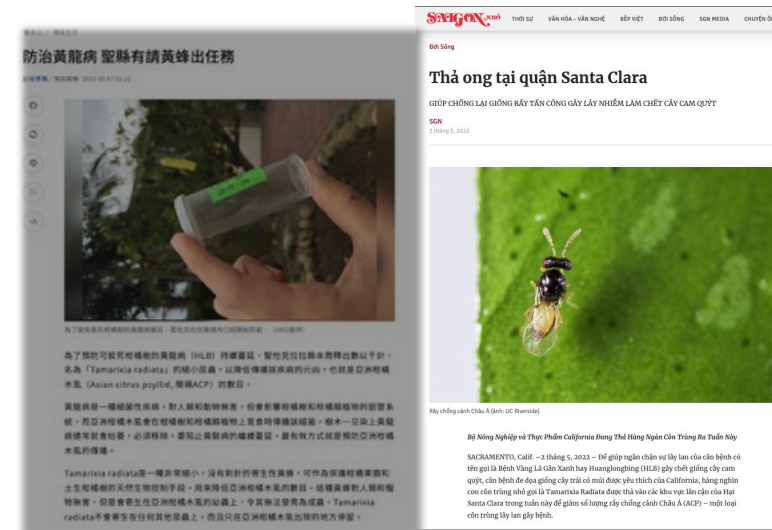 防治黃龍病 聖縣有請黃蜂出任務
2022-05-07 02:12
為了預防可殺死柑橘樹的黃龍病（HLB）持續蔓延，聖他克拉拉縣本周釋出數以千計、
名為「Tamarixia radiata」的細小昆蟲，以降低傳播該疾病的元凶，也就是亞洲柑橘
木虱（Asian citrus psyllid, 簡稱ACP）的數目。
黃龍病是一種細菌性疾病，對人類和動物無害，但會影響柑橘樹和柑橘類植物的節管系
統。而亞洲柑橘木虱會在柑橘樹和柑橘類植物上覓食時傳播該細菌，樹木一旦染上黃龍
病通常就會枯萎，必須移除。要阻止黃龍病的繼續蔓延，最有效方式就是預防亞洲柑橘
木虱的傳播。
Tamarixia radiata是一種非常細小，沒有刺針的寄生性黃蜂，可作為保護柑橘果園和
土生柑橘樹的天然生物控制手段，用來降低亞洲柑橘木虱的數目。這種黃蜂對人類和寵
物無害，但是會寄生在亞洲柑橘木虱的幼蟲上，令其無法發育為成蟲。Tamarixia
radiata不會寄生在任何其他昆蟲上，而且只在亞洲柑橘木虱出現的地方停留。
SAIGON NHỎ
THỜI SỰ VĂN HÓA – VĂN NGHỆ BẾP VIỆT ĐỜI SỐNG SGN MEDIA CHUYÊN
Đời Sống
Thả ong tại quận Santa Clara
GIÚP CHỐNG LẠI GIỐNG RẦY TẤN CÔNG GÂY LÂY NHIỄM LÀM CHẾT CÂY CAM QUÝT
SGN
3 tháng 5, 2022
Rầy chổng cánh Châu Á (ảnh: UC Riverside)
Bộ Nông Nghiệp và Thực Phẩm California Đang Thả Hàng Ngàn Côn Trùng Ra Tuần Này
SACRAMENTO, Calif. –2 tháng 5, 2022 – Để giúp ngăn chặn sự lây lan của căn bệnh có
tên gọi là Bệnh Vàng Lá Gân Xanh hay Huanglongbing (HLB) gây chết giống cây cam
quýt, căn bệnh đe dọa giống cây trái có múi được yêu thích của California, hàng nghìn
con côn trùng nhỏ gọi là Tamarixia Radiata được thả vào các khu vực lân cận của Hạt
Santa Clara trong tuần này để giảm số lượng rầy chổng cánh Châu Á (ACP) – một loại
côn trùng lây lan gây bệnh.